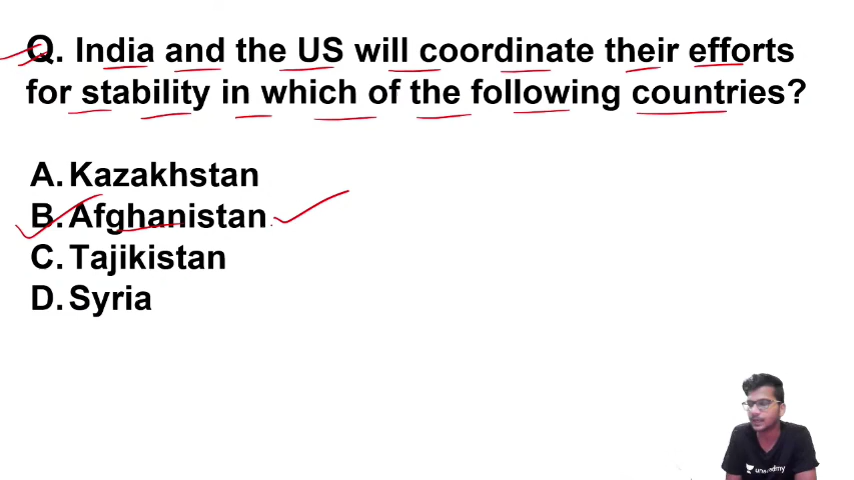 Q. India and the US will coordinate their efforts
for stability in which of the following countries?
A. Kazakhstan
B. Afghanistan
C. Tajikistan
D. Syria
unacademy